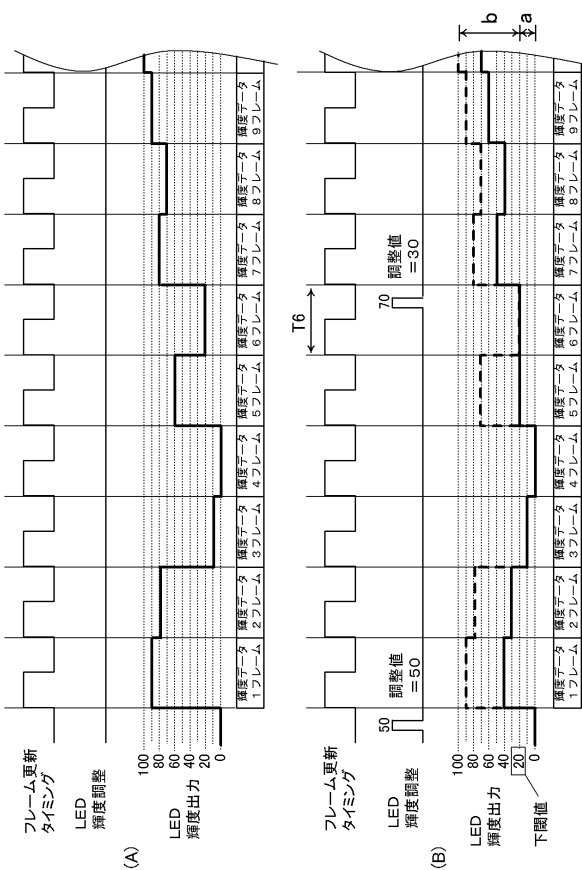 (A)
フレーム更新
タイミング
LED
輝度調整
LED
輝度出力
100
80
60
40
20
0
輝度データ
1フレーム
輝度データ
2フレーム
輝度データ
3フレーム
輝度データ
4フレーム
輝度データ
5フレーム
輝度データ
6フレーム
輝度データ
7フレーム
輝度データ
8フレーム
輝度データ
9フレーム
(B)
T6
LED
輝度調整
50
調整値
=50
70
調整値
=30
LED
輝度出力
100
80
60
40
20
0
下閾値
b
a
輝度データ
1フレーム
輝度データ
2フレーム
輝度データ
3フレーム
輝度データ
4フレーム
輝度データ
5フレーム
輝度データ
6フレーム
輝度データ
7フレーム
輝度データ
8フレーム
輝度データ
9フレーム